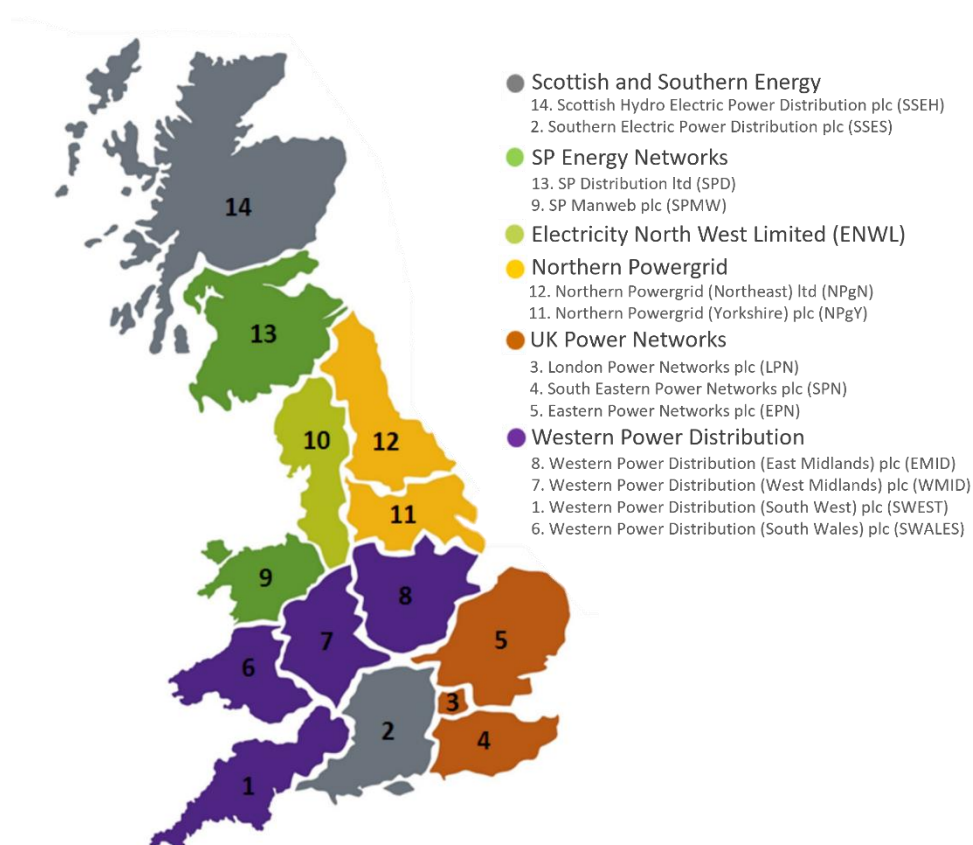 Scottish and Southern Energy
14. Scottish Hydro Electric Power Distribution plc (SSEH)
2. Southern Electric Power Distribution plc (SSES)
SP Energy Networks
13. SP Distribution ltd (SPD)
9. SP Manweb plc (SPMW)
Electricity North West Limited (ENWL)
Northern Powergrid
12. Northern Powergrid (Northeast) ltd (NPgN)
11. Northern Powergrid (Yorkshire) plc (NPgY)
UK Power Networks
3. London Power Networks plc (LPN)
4. South Eastern Power Networks plc (SPN)
5. Eastern Power Networks plc (EPN)
Western Power Distribution
8. Western Power Distribution (East Midlands) plc (EMID)
7. Western Power Distribution (West Midlands) plc (WMID)
1. Western Power Distribution (South West) plc (SWEST)
6. Western Power Distribution (South Wales) plc (SWALES)
14
13
10
12
11
9
8
7
5
6
3
2
4
1